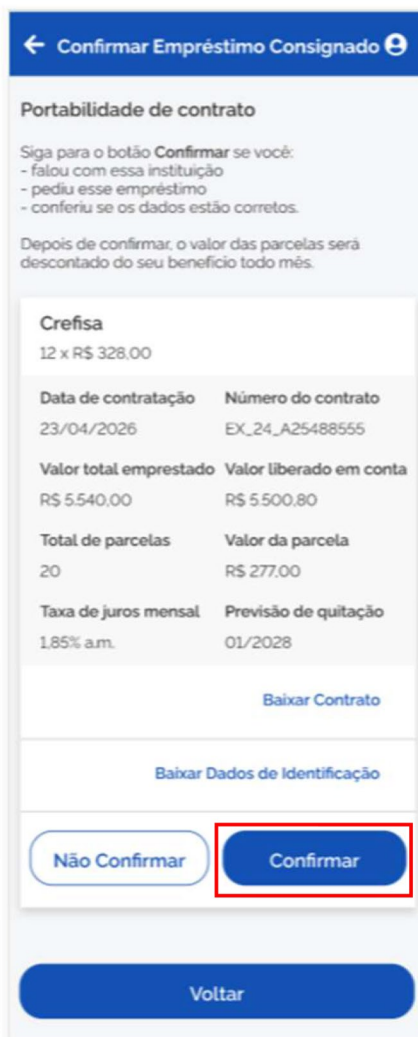 Confirmar Empréstimo Consignado
Portabilidade de contrato
Siga para o botão Confirmar se você:
- falou com essa instituição
- pediu esse empréstimo
- conferiu se os dados estão corretos.
Depois de confirmar, o valor das parcelas será
descontado do seu benefício todo mês.
Crefisa
12 x R$ 328,00
Data de contratação Número do contrato
23/04/2026 EX_24_A25488555
Valor total emprestado Valor liberado em conta
R$ 5.540,00 R$ 5.500,80
Total de parcelas Valor da parcela
20 R$ 277,00
Taxa de juros mensal Previsão de quitação
1,85% a.m. 01/2028
Baixar Contrato
Baixar Dados de Identificação
Não Confirmar Confirmar
Voltar